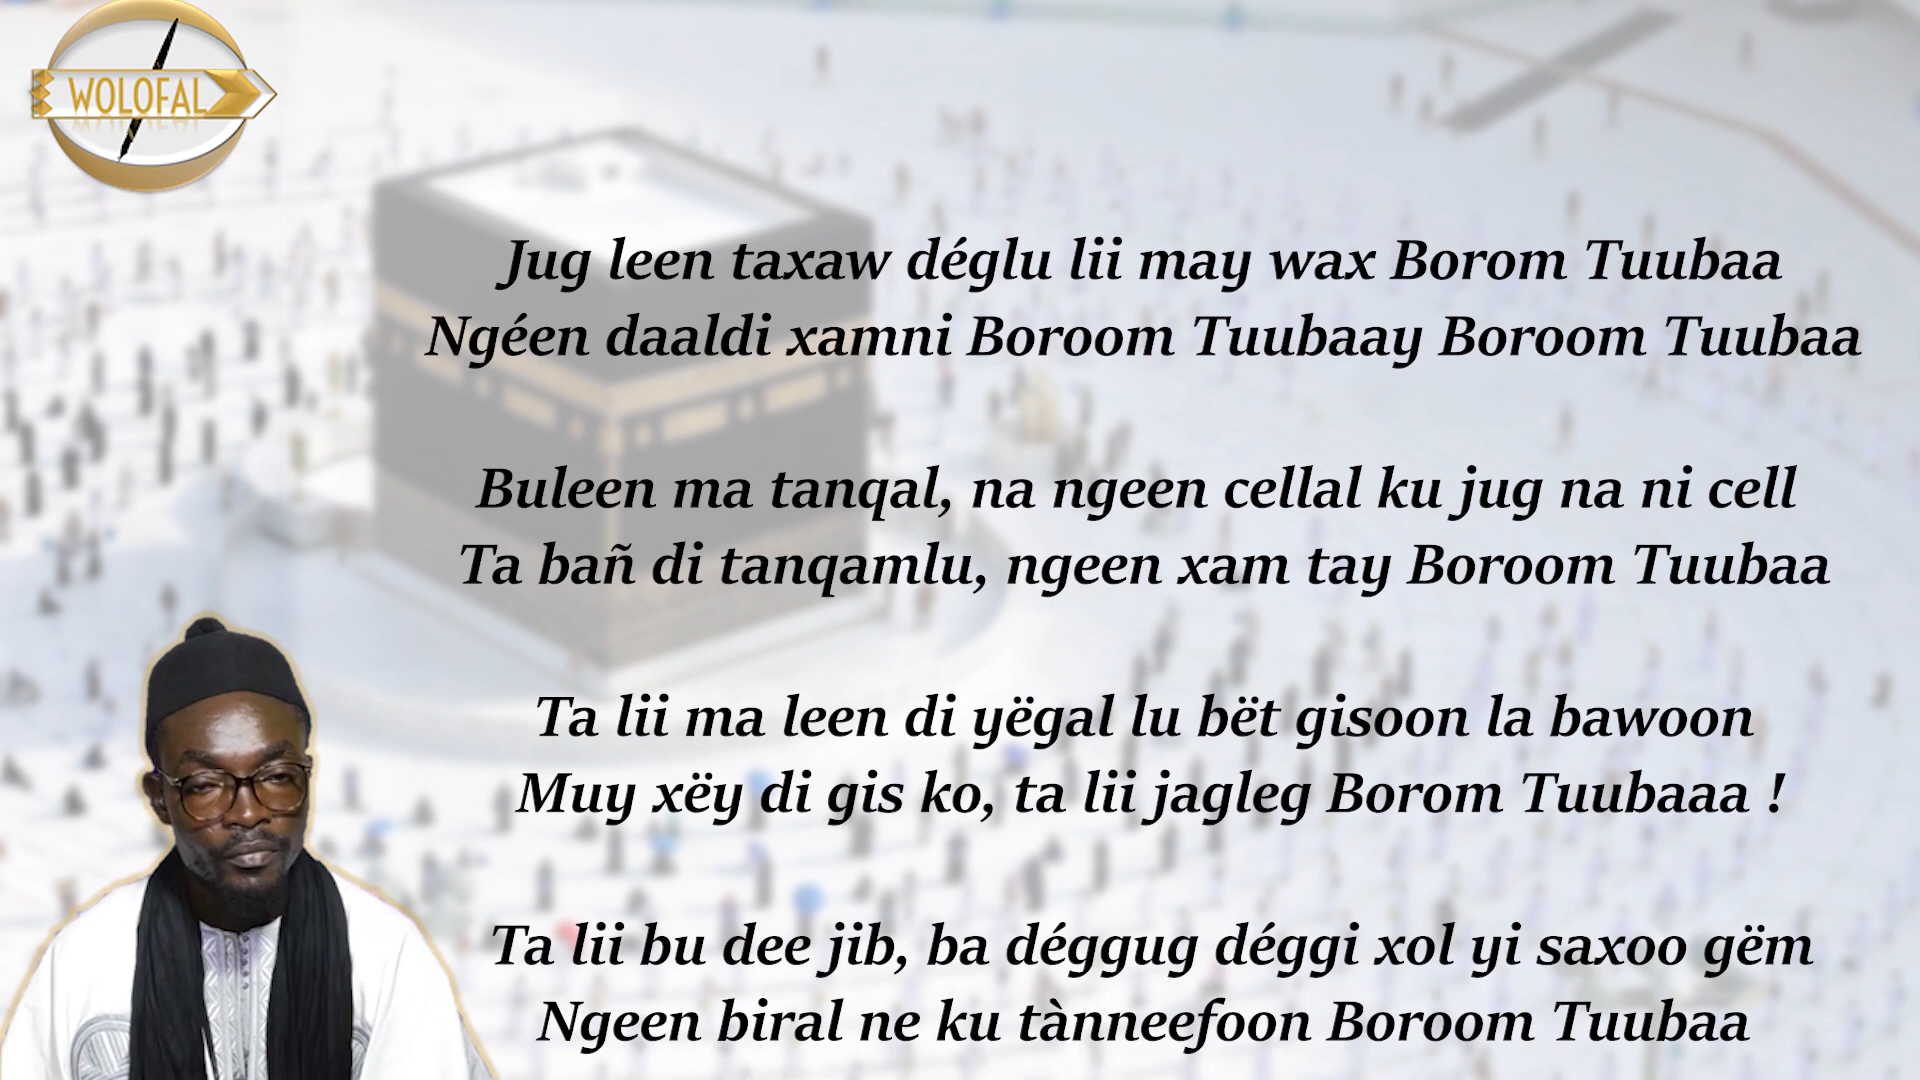 WOLOFAL
Jug leen taxaw déglu lii may wax Borom Tuubaa
Ngéen daaldi xamni Boroom Tuubaay Boroom Tuubaa
Buleen ma tanqal, na ngeen cellal ku jug na ni cell
Ta bañ di tanqamlu, ngeen xam tay Boroom Tuubaa
Ta lii ma leen di yëgal lu bët gisoon la bawoon
Muy xëy di gis ko, ta lii jagleg Borom Tuubaaa !
Ta lii bu dee jib, ba déggug déggi xol yi saxoo gëm
Ngeen biral ne ku tànneefoon Boroom Tuubaa